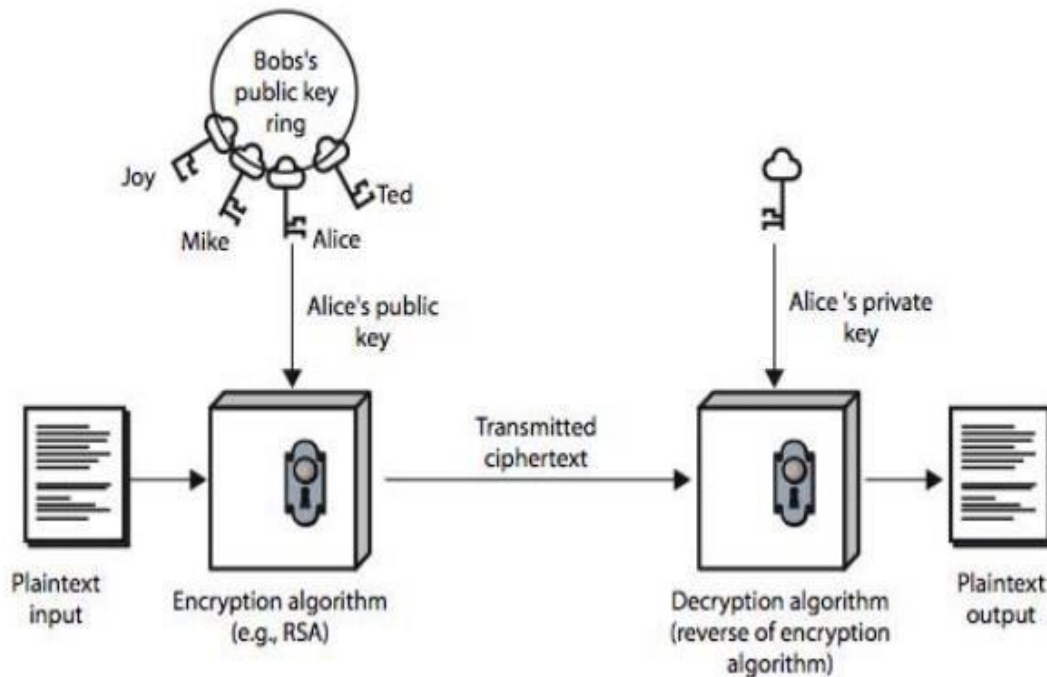 Bobs's
public key
ring
Joy
Ted
Mike
Alice
Alice's public
key
Alice 's private
key
Transmitted
ciphertext
Plaintext
input
Encryption algorithm
(e.g., RSA)
Decryption algorithm
(reverse of encryption
algorithm)
Plaintext
output